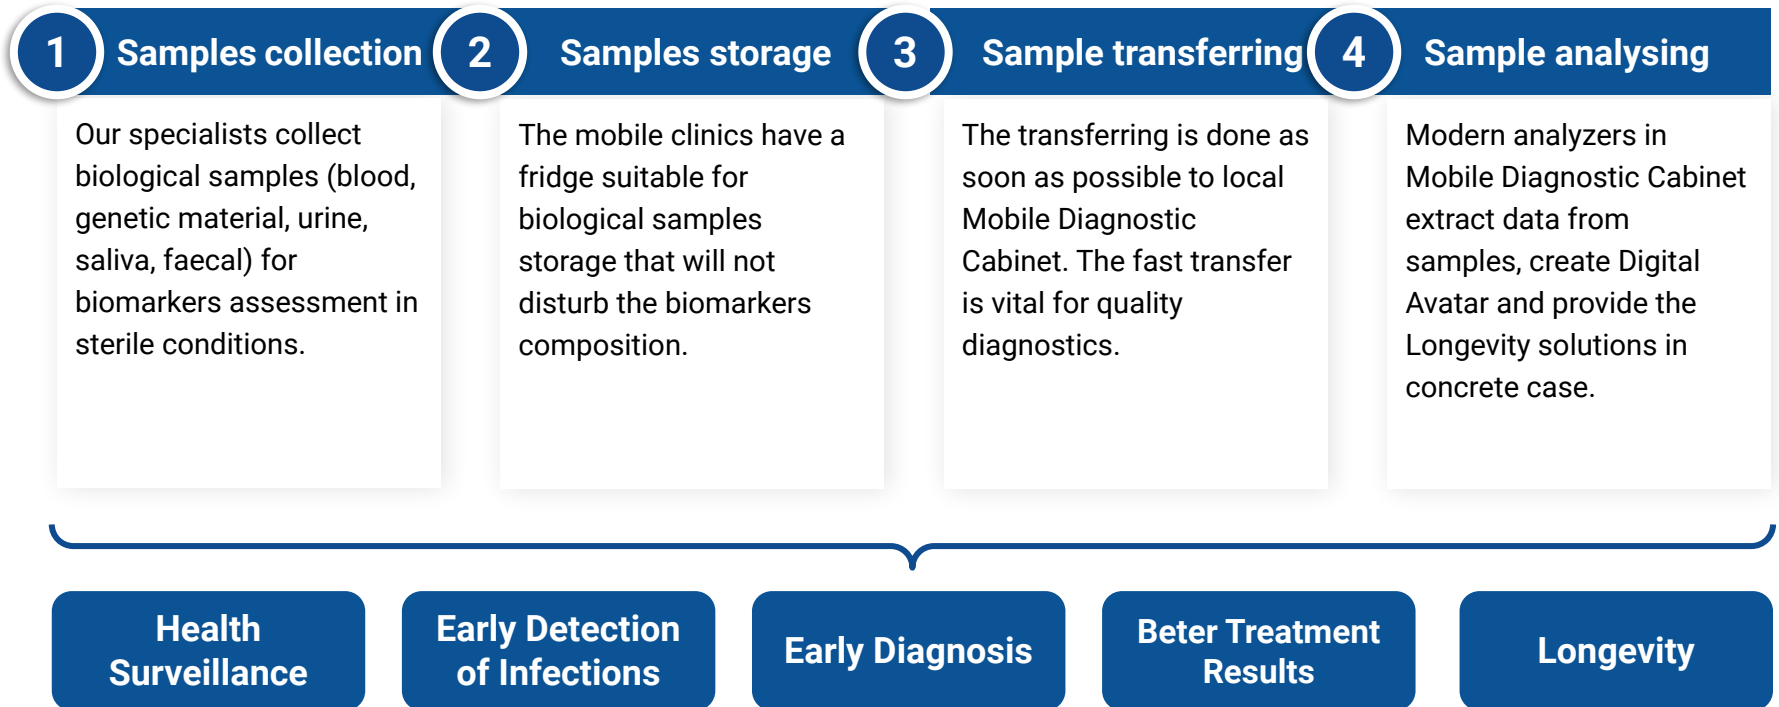 1
Samples collection
Our specialists collect
biological samples (blood,
genetic material, urine,
saliva, faecal) for
biomarkers assessment in
sterile conditions.
2
Samples storage
The mobile clinics have a
fridge suitable for
biological samples
storage that will not
disturb the biomarkers
composition.
3
Sample transferring
The transferring is done as
soon as possible to local
Mobile Diagnostic
Cabinet. The fast transfer
is vital for quality
diagnostics.
4
Sample analysing
Modern analyzers in
Mobile Diagnostic Cabinet
extract data from
samples, create Digital
Avatar and provide the
Longevity solutions in
concrete case.
Health
Surveillance
Early Detection
of Infections
Early Diagnosis
Beter Treatment
Results
Longevity